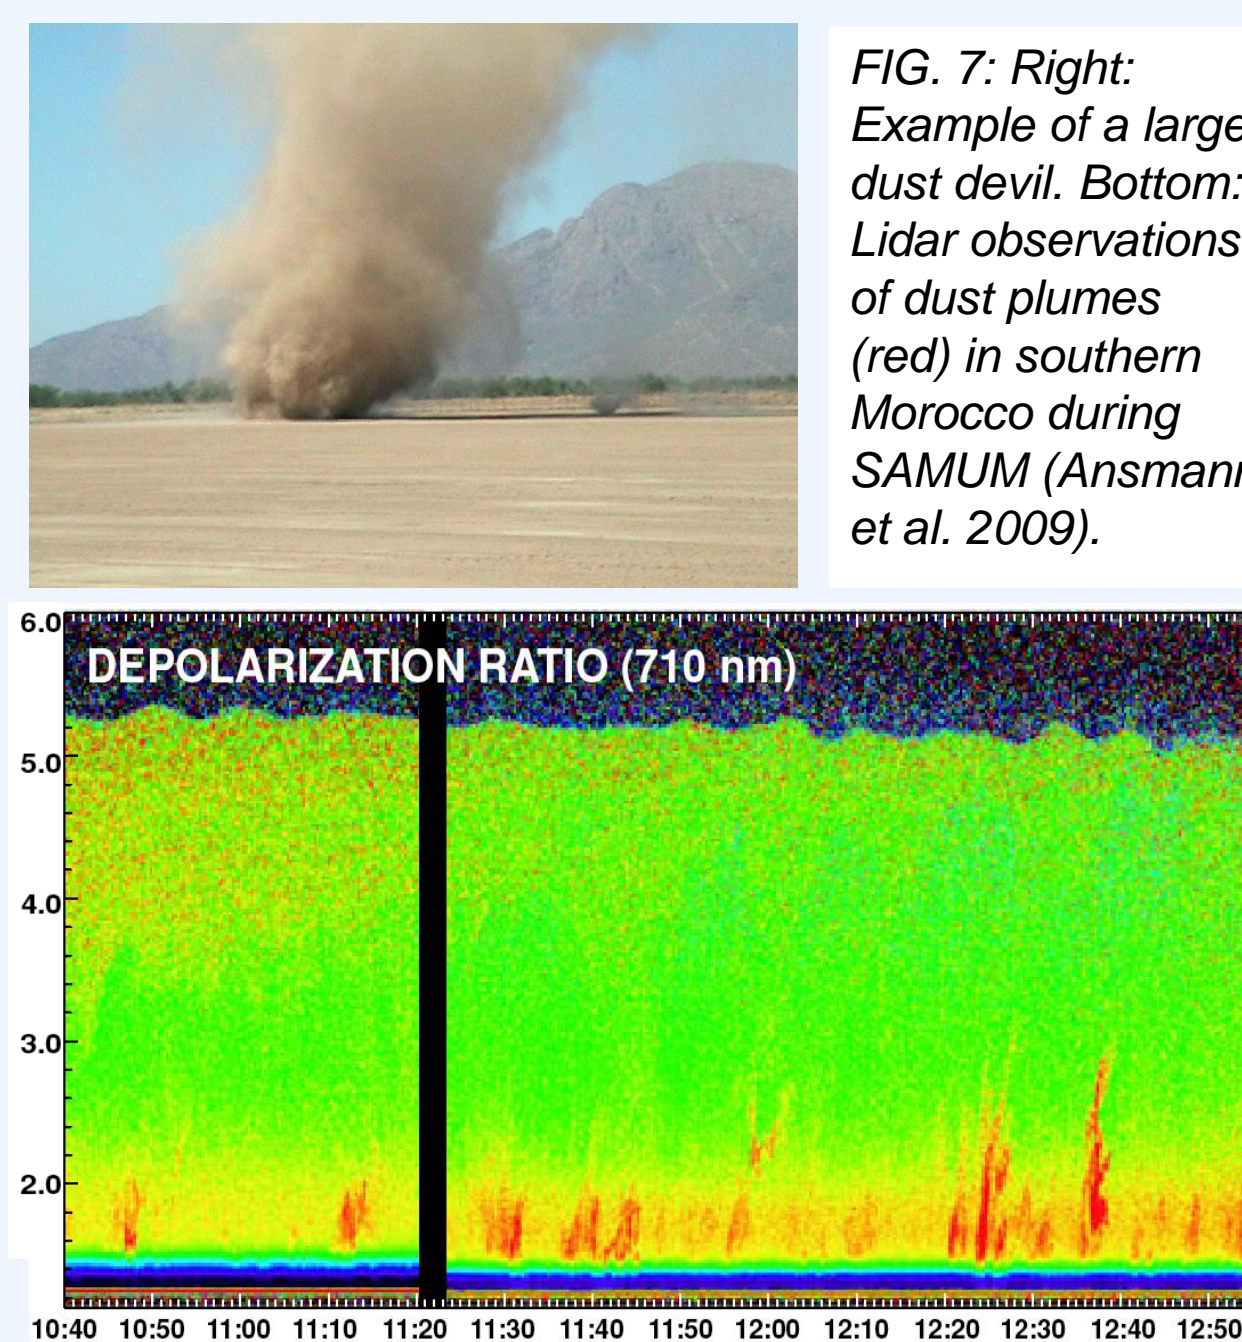 FIG. 7: Right:
Example of a large
dust devil. Bottom:
Lidar observations
of dust plumes
(red) in southern
Morocco during
SAMUM (Ansmann
et al. 2009).
DEPOLARIZATION RATIO (710 nm)
6.0
5.0
4.0
3.0
2.0
10:40 10:50 11:00 11:10 11:20 11:30 11:40 11:50 12:00 12:10 12:20 12:30 12:40 12:50